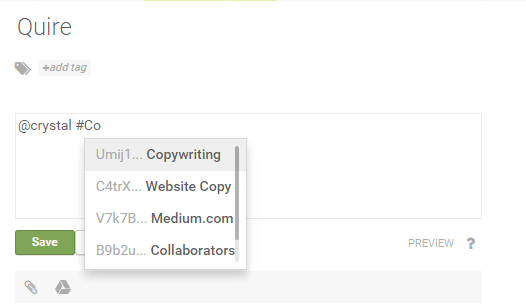 Quire
+add tag
@crystal #Co
Umij1... Copywriting
C4trX... Website Copy
V7k7B... Medium.com
B9b2u... Collaborators
Save
PREVIEW ?